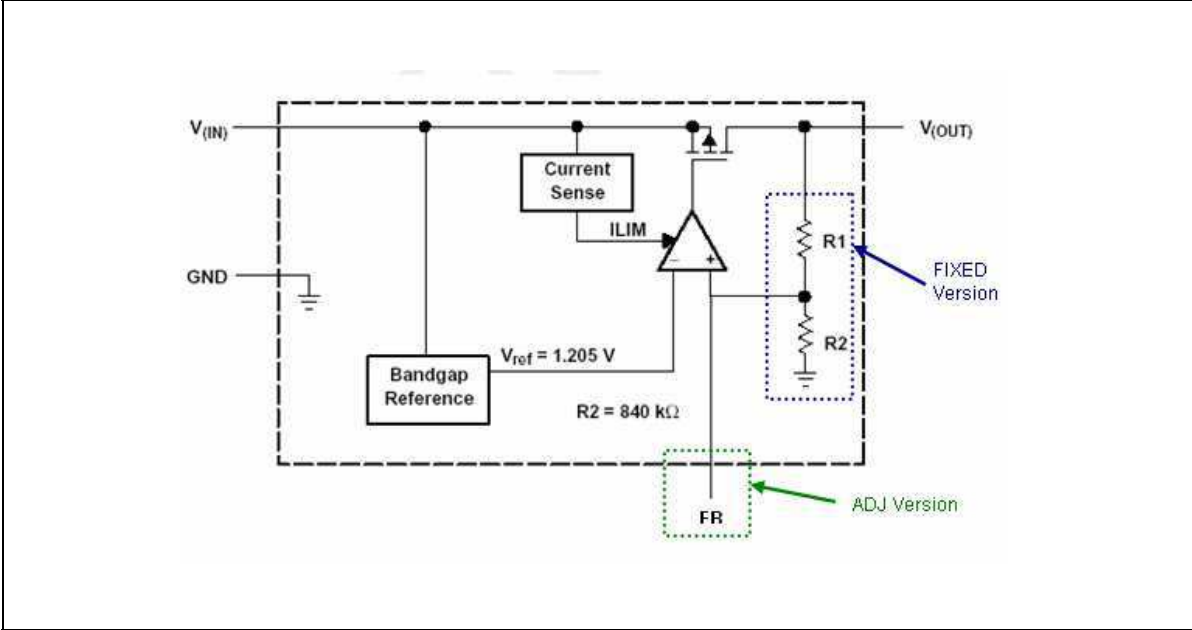 V(IN)
V(OUT)
Current
Sense
ILIM
R1
GND
FIXED
Version
- +
R2
Vref = 1.205 V
Bandgap
Reference
R2 = 840 kΩ
ADJ Version
FB